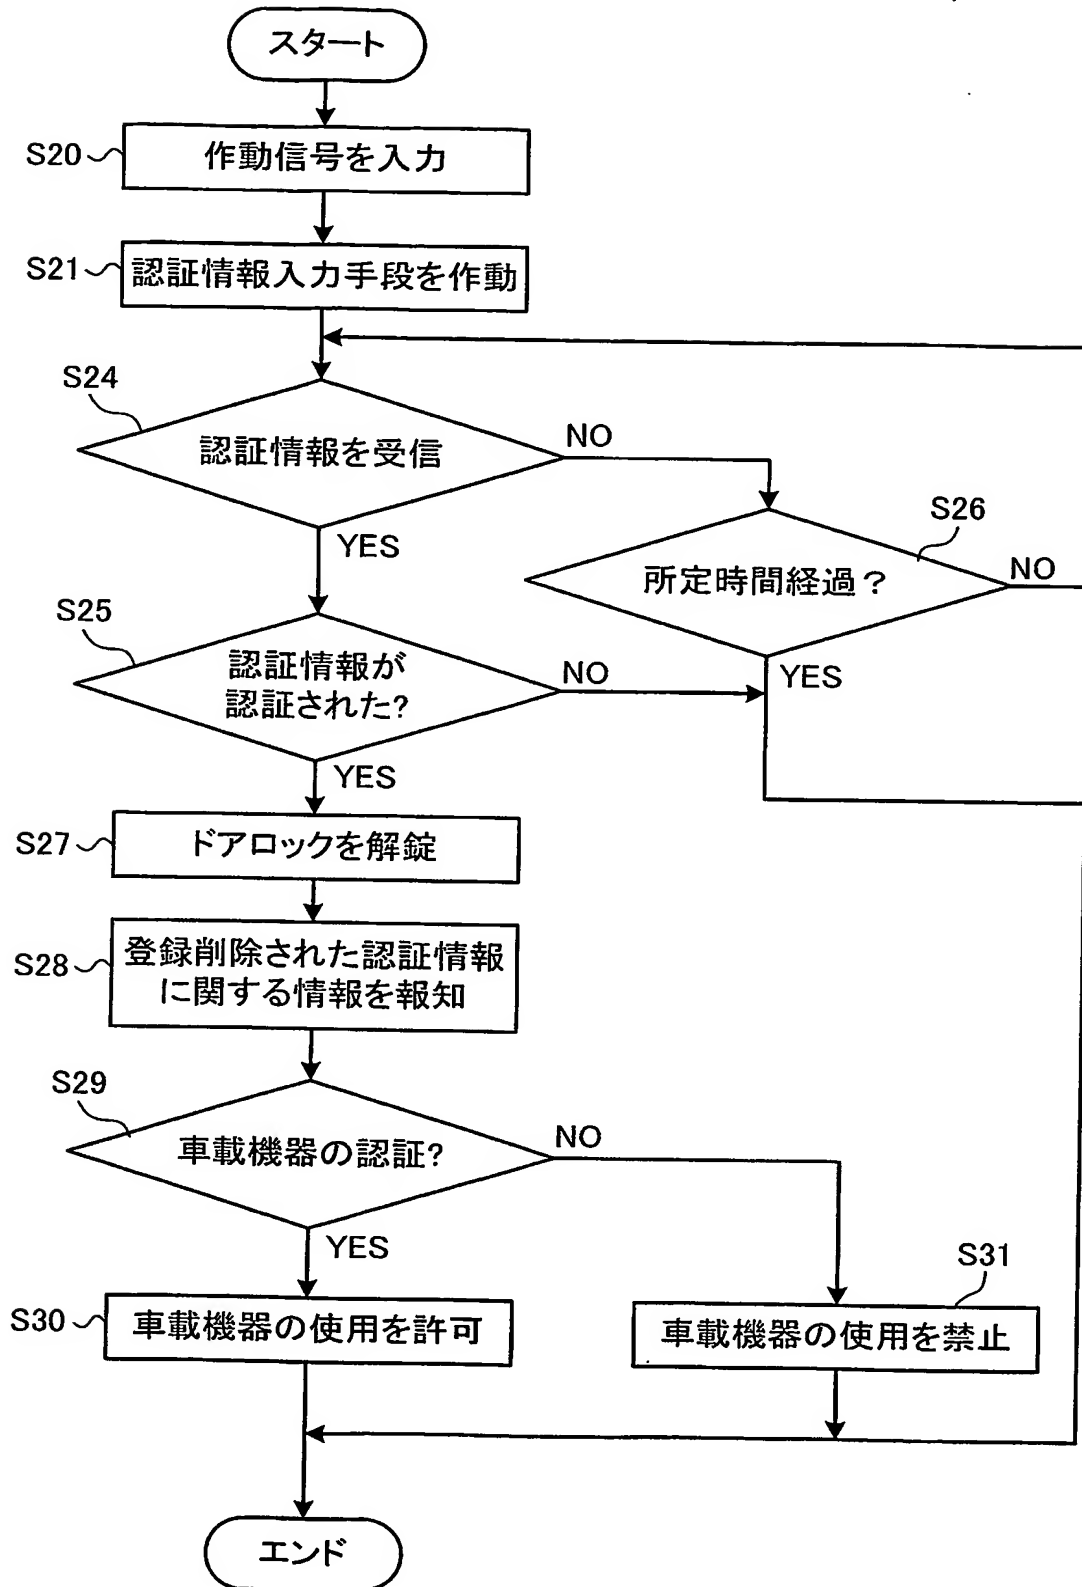 スタート
S20
作動信号を入力
S21
認証情報入力手段を作動
S24
認証情報を受信
NO
YES
S26
所定時間経過？
NO
YES
S25
認証情報が
認証された?
NO
YES
S27
ドアロックを解錠
S28
登録削除された認証情報
に関する情報を報知
S29
車載機器の認証?
NO
YES
S30
車載機器の使用を許可
S31
車載機器の使用を禁止
エンド